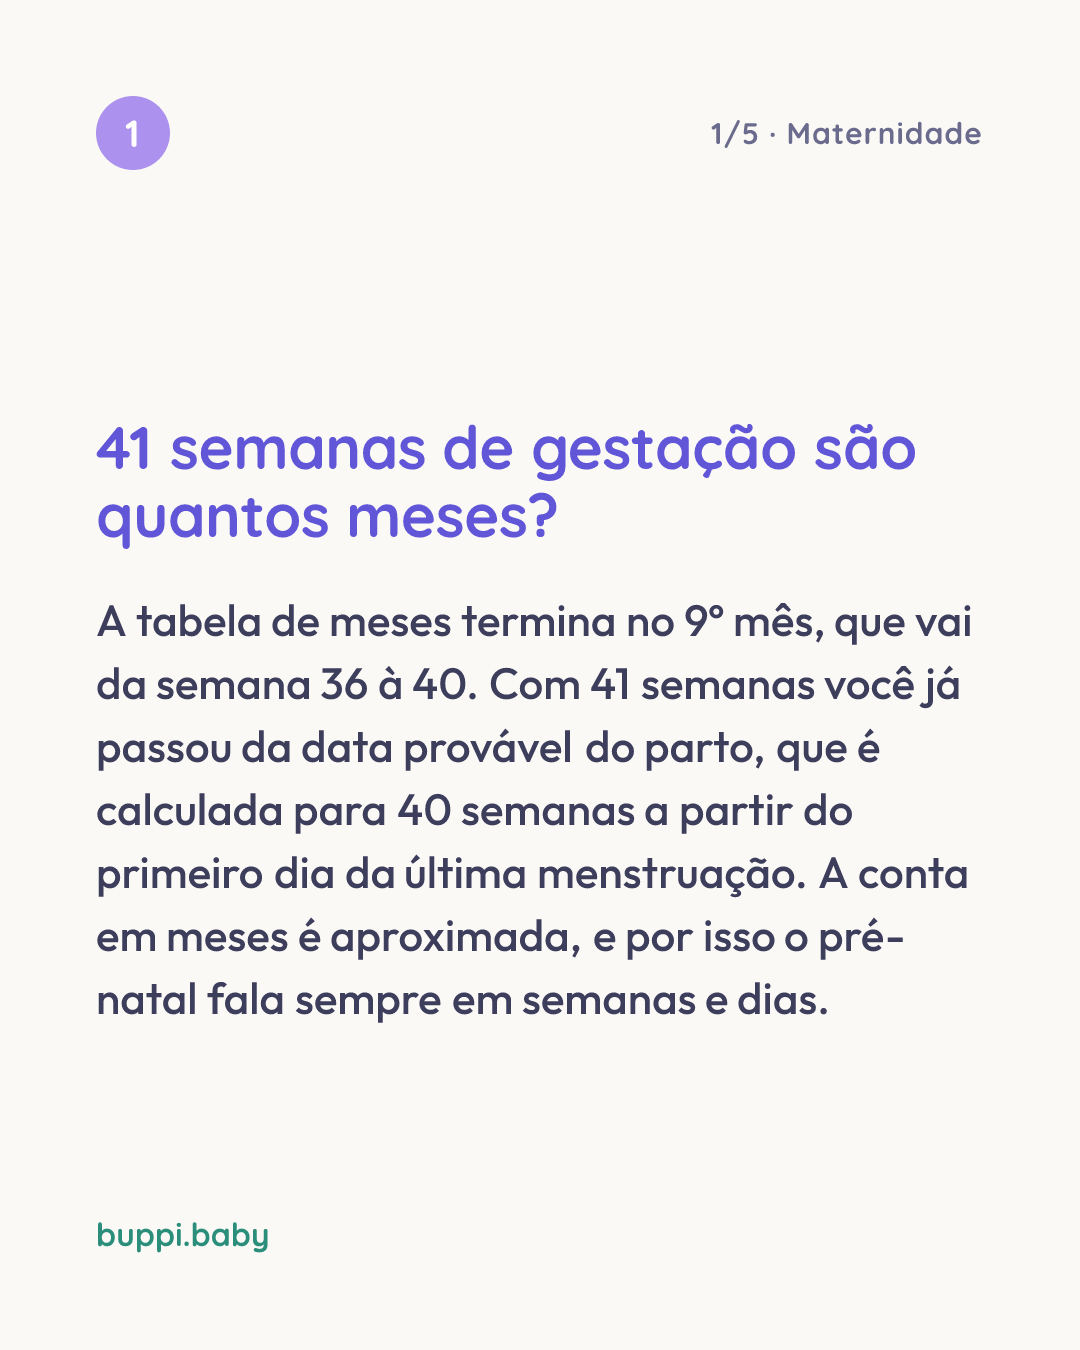 1
1/5 · Maternidade
41 semanas de gestação são
quantos meses?
A tabela de meses termina no 9º mês, que vai
da semana 36 à 40. Com 41 semanas você já
passou da data provável do parto, que é
calculada para 40 semanas a partir do
primeiro dia da última menstruação. A conta
em meses é aproximada, e por isso o pré-
natal fala sempre em semanas e dias.
buppi.baby